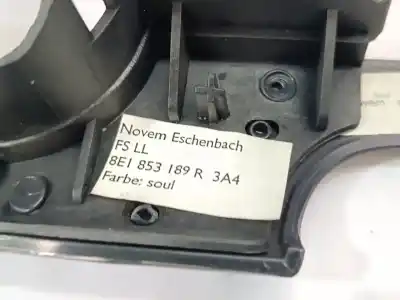 Novem Eschenbach
FS LL
8E1 853 189 R 3A4
Farbe: soul